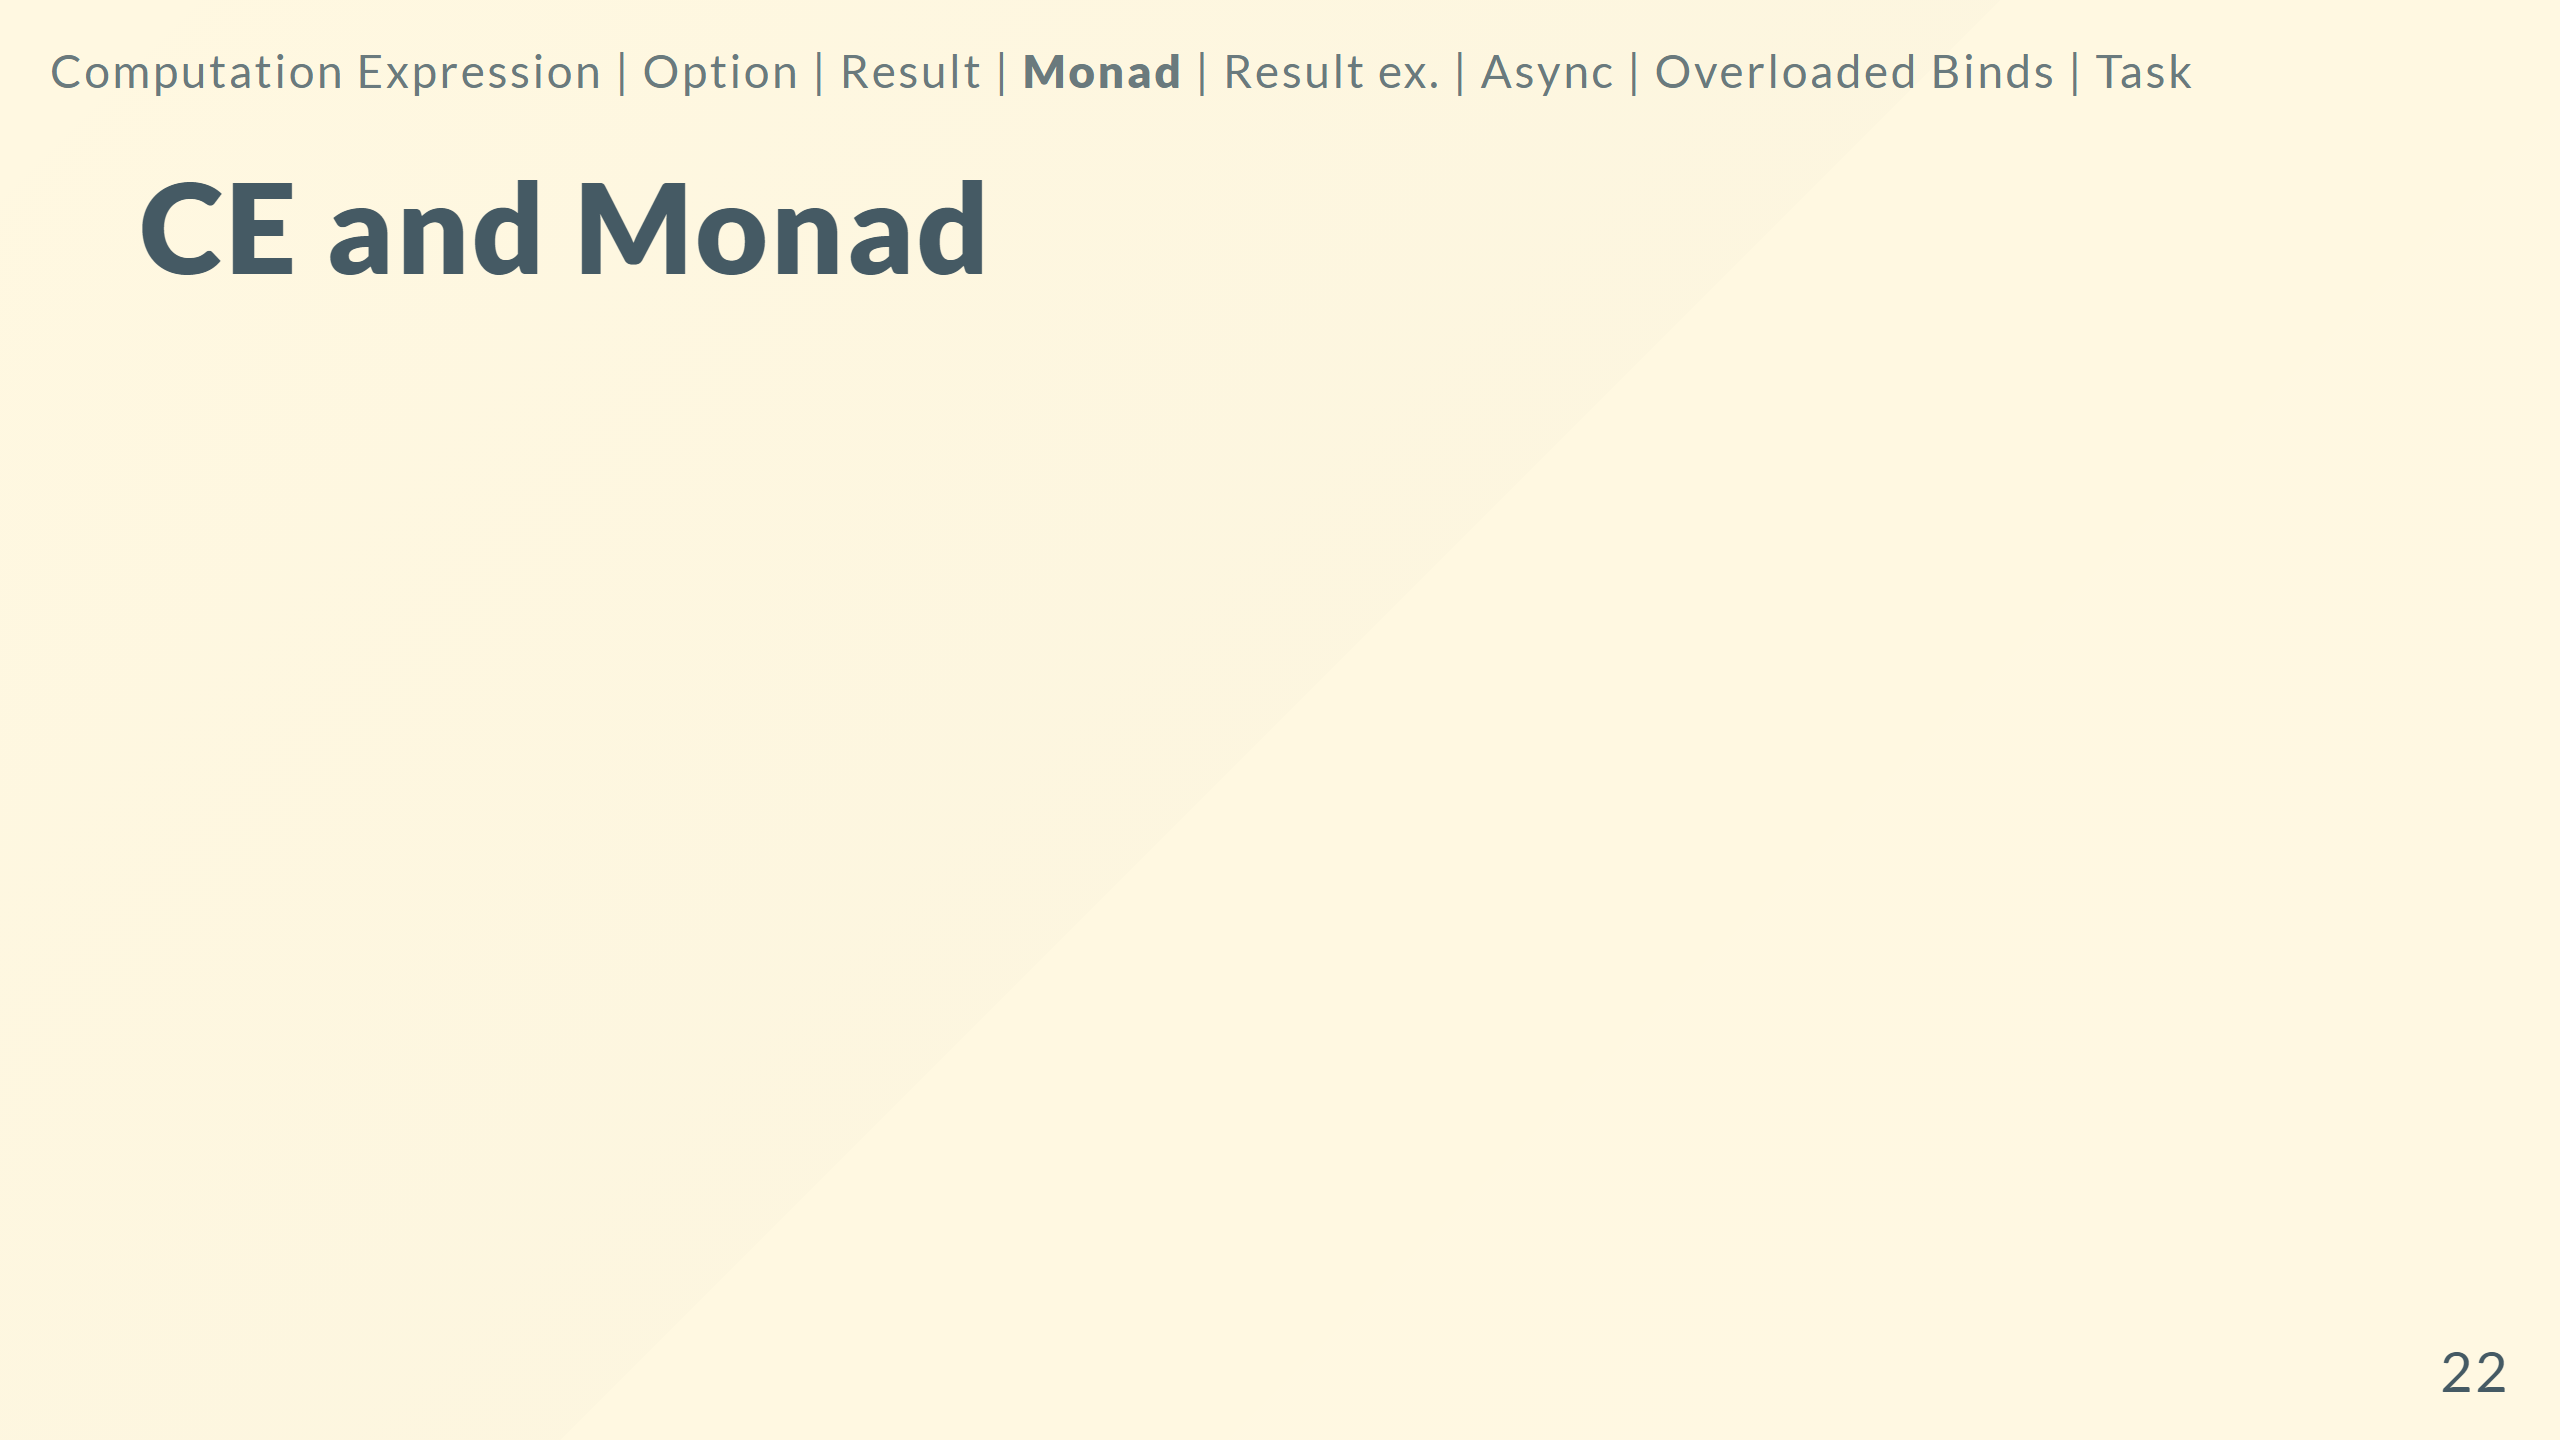 Computation Expression | Option | Result | Monad | Result ex. | Async | Overloaded Binds | Task
CE and Monad
22